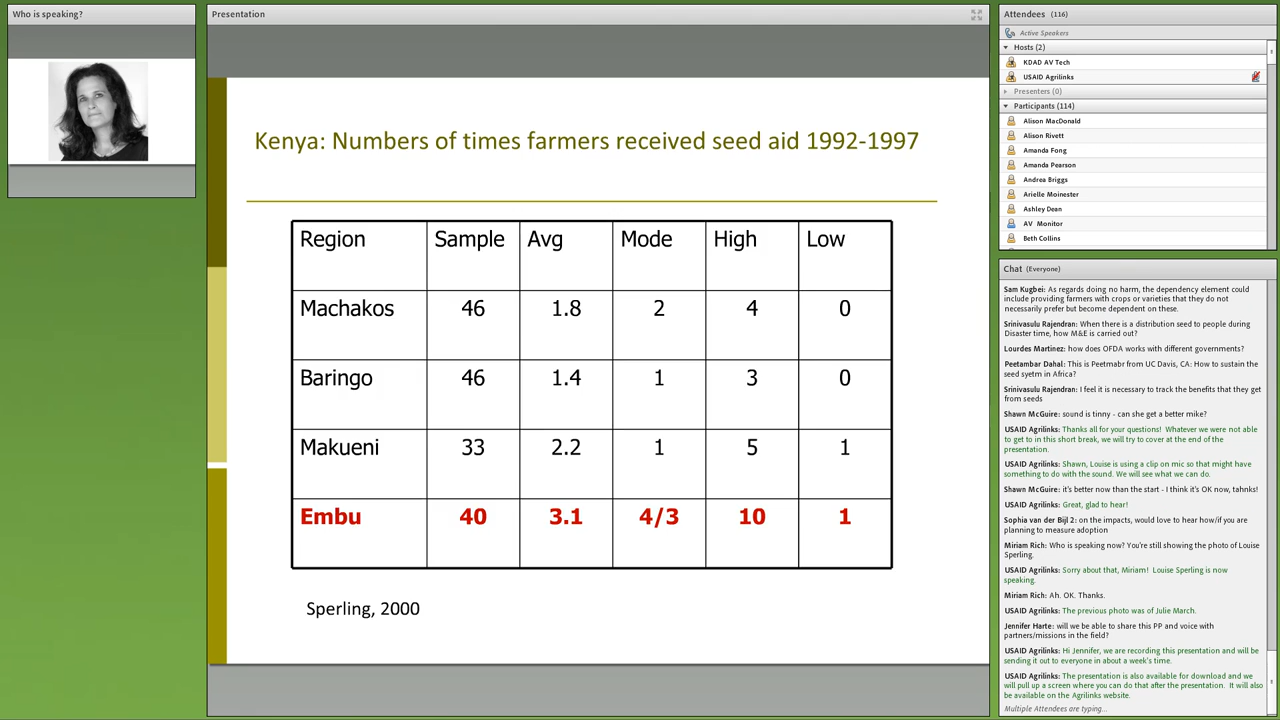 Who is speaking?
Presentation
Kenya: Numbers of times farmers received seed aid 1992-1997
Region Sample Avg Mode High Low
Machakos 46 1.8 2 4 0
Baringo 46 1.4 1 3 0
Makueni 33 2.2 1 5 1
Embu 40 3.1 4/3 10 1
Sperling, 2000
Attendees (116)
Active Speakers
Hosts (2)
KDAD AV Tech
USAID Agrilinks
Presenters (0)
Participants (114)
Alison MacDonald
Alison Rivett
Amanda Fong
Amanda Pearson
Andrea Briggs
Arielle Moinester
Ashley Dean
AV Monitor
Beth Collins
Chat (Everyone)
Sam Kugbei: As regards doing no harm, the dependency element could
include providing farmers with crops or varieties that they do not
necessarily prefer but become dependent on these.
Srinivasulu Rajendran: When there is a distribution seed to people during
Disaster time, how M&E is carried out?
Lourdes Martinez: how does OFDA works with different governments?
Peetambar Dahal: This is Peetmabr from UC Davis, CA: How to sustain the
seed syetm in Africa?
Srinivasulu Rajendran: I feel it is necessary to track the benefits that they get
from seeds
Shawn McGuire: sound is tinny - can she get a better mike?
USAID Agrilinks: Thanks all for your questions! Whatever we were not able
to get to in this short break, we will try to cover at the end of the
presentation.
USAID Agrilinks: Shawn, Louise is using a clip on mic so that might have
something to do with the sound. We will see what we can do.
Shawn McGuire: it's better now than the start - I think it's OK now, tahnks!
USAID Agrilinks: Great, glad to hear!
Sophia van der Bijl 2: on the impacts, would love to hear how/if you are
planning to measure adoption
Miriam Rich: Who is speaking now? You're still showing the photo of Louise
Sperling.
USAID Agrilinks: Sorry about that, Miriam! Louise Sperling is now
speaking.
Miriam Rich: Ah. OK. Thanks.
USAID Agrilinks: The previous photo was of Julie March.
Jennifer Harte: will we be able to share this PP and voice with
partners/missions in the field?
USAID Agrilinks: Hi Jennifer, we are recording this presentation and will be
sending it out to everyone in about a week's time.
USAID Agrilinks: The presentation is also available for download and we
will pull up a screen where you can do that after the presentation. It will also
be available on the Agrilinks website.
Multiple Attendees are typing...